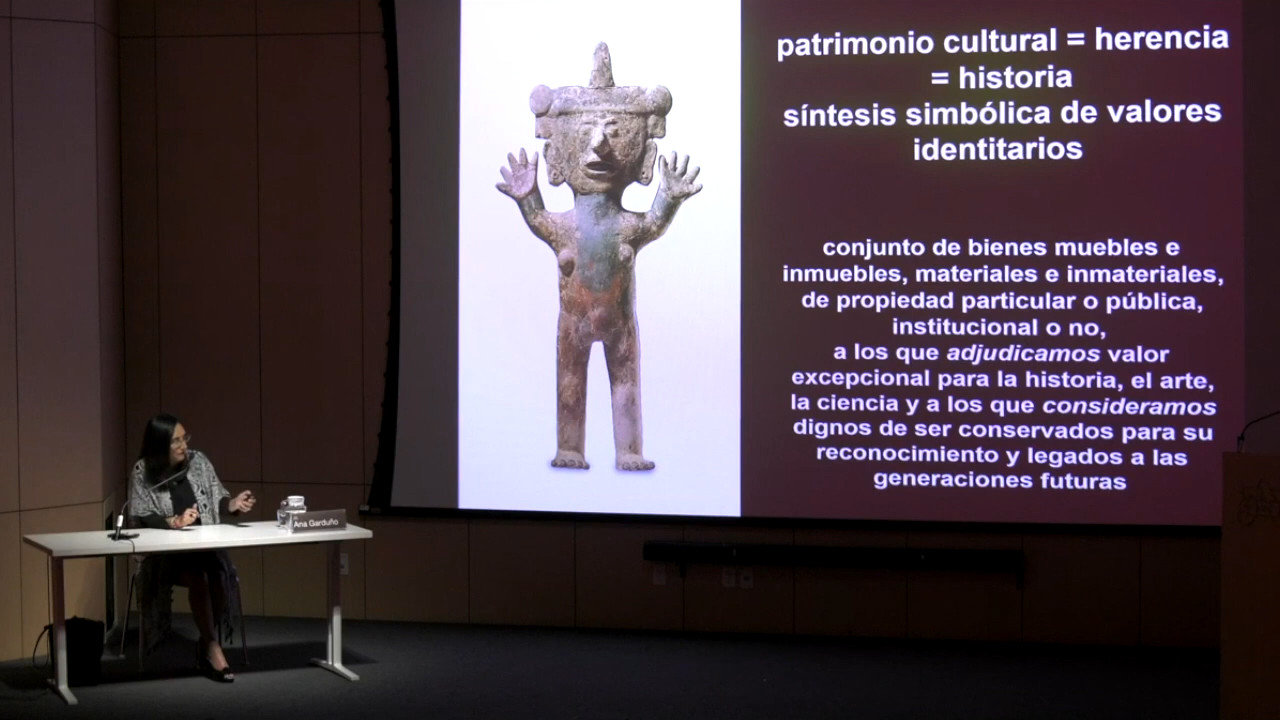 patrimonio cultural = herencia
= historia
síntesis simbólica de valores
identitarios
conjunto de bienes muebles e
inmuebles, materiales e inmateriales,
de propiedad particular o pública,
institucional o no,
a los que adjudicamos valor
excepcional para la historia, el arte,
la ciencia y a los que consideramos
dignos de ser conservados para su
reconocimiento y legados a las
generaciones futuras
Ana Garduño